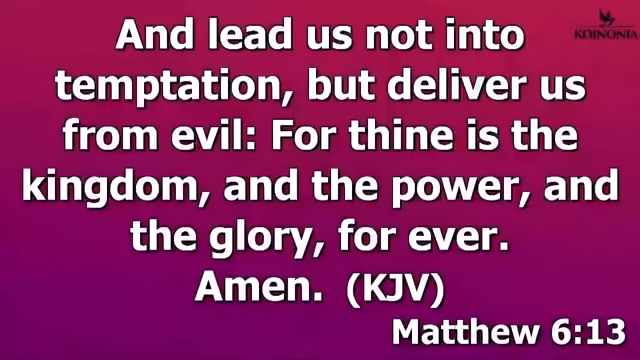 KOINONIA
And lead us not into
temptation, but deliver us
from evil: For thine is the
kingdom, and the power, and
the glory, for ever.
Amen. (KJV)
Matthew 6:13